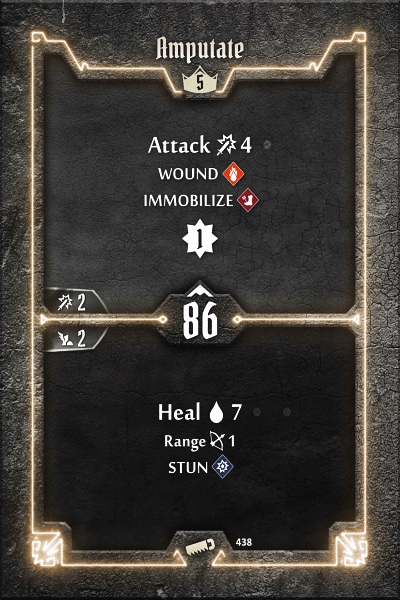 Amputate
5
Attack 4
WOUND
IMMOBILIZE
1
2
86
2
Heal 7
Range 1
STUN
438